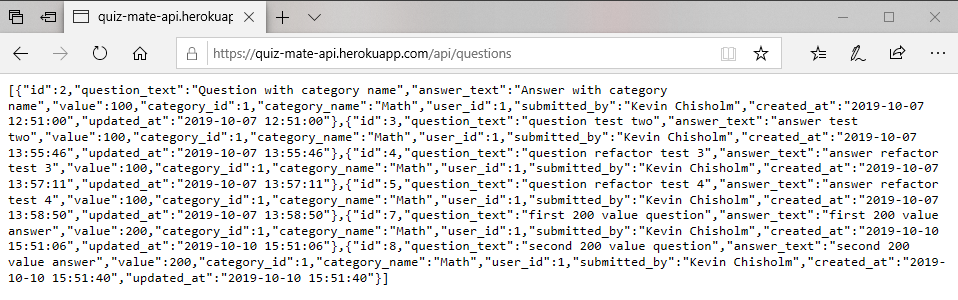 quiz-mate-api.herokuap
https://quiz-mate-api.herokuapp.com/api/questions
[{"id":2,"question_text":"Question with category name","answer_text":"Answer with category
name","value":100,"category_id":1,"category_name":"Math","user_id":1,"submitted_by":"Kevin Chisholm","created_at":"2019-10-07
12:51:00","updated_at":"2019-10-07 12:51:00"},{"id":3,"question_text":"question test two","answer_text":"answer test
two","value":100,"category_id":1,"category_name":"Math","user_id":1,"submitted_by":"Kevin Chisholm","created_at":"2019-10-07
13:55:46","updated_at":"2019-10-07 13:55:46"},{"id":4,"question_text":"question refactor test 3","answer_text":"answer refactor
test 3","value":100,"category_id":1,"category_name":"Math","user_id":1,"submitted_by":"Kevin Chisholm","created_at":"2019-10-07
13:57:11","updated_at":"2019-10-07 13:57:11"},{"id":5,"question_text":"question refactor test 4","answer_text":"answer refactor
test 4","value":100,"category_id":1,"category_name":"Math","user_id":1,"submitted_by":"Kevin Chisholm","created_at":"2019-10-07
13:58:50","updated_at":"2019-10-07 13:58:50"},{"id":7,"question_text":"first 200 value question","answer_text":"first 200 value
answer","value":200,"category_id":1,"category_name":"Math","user_id":1,"submitted_by":"Kevin Chisholm","created_at":"2019-10-10
15:51:06","updated_at":"2019-10-10 15:51:06"},{"id":8,"question_text":"second 200 value question","answer_text":"second 200
value answer","value":200,"category_id":1,"category_name":"Math","user_id":1,"submitted_by":"Kevin Chisholm","created_at":"2019-
10-10 15:51:40","updated_at":"2019-10-10 15:51:40"}]